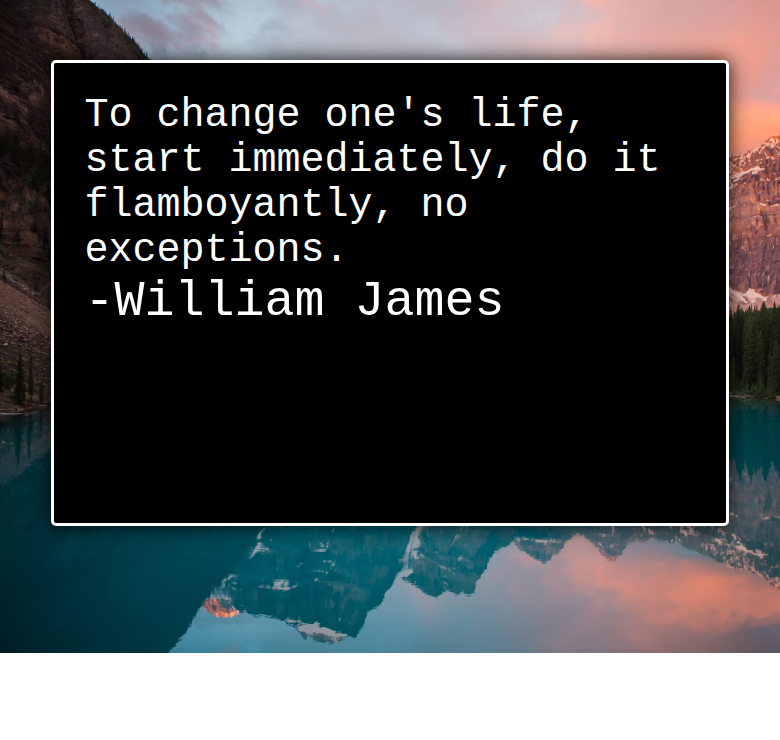 To change one's life,
start immediately, do it
flamboyantly, no
exceptions.
-William James